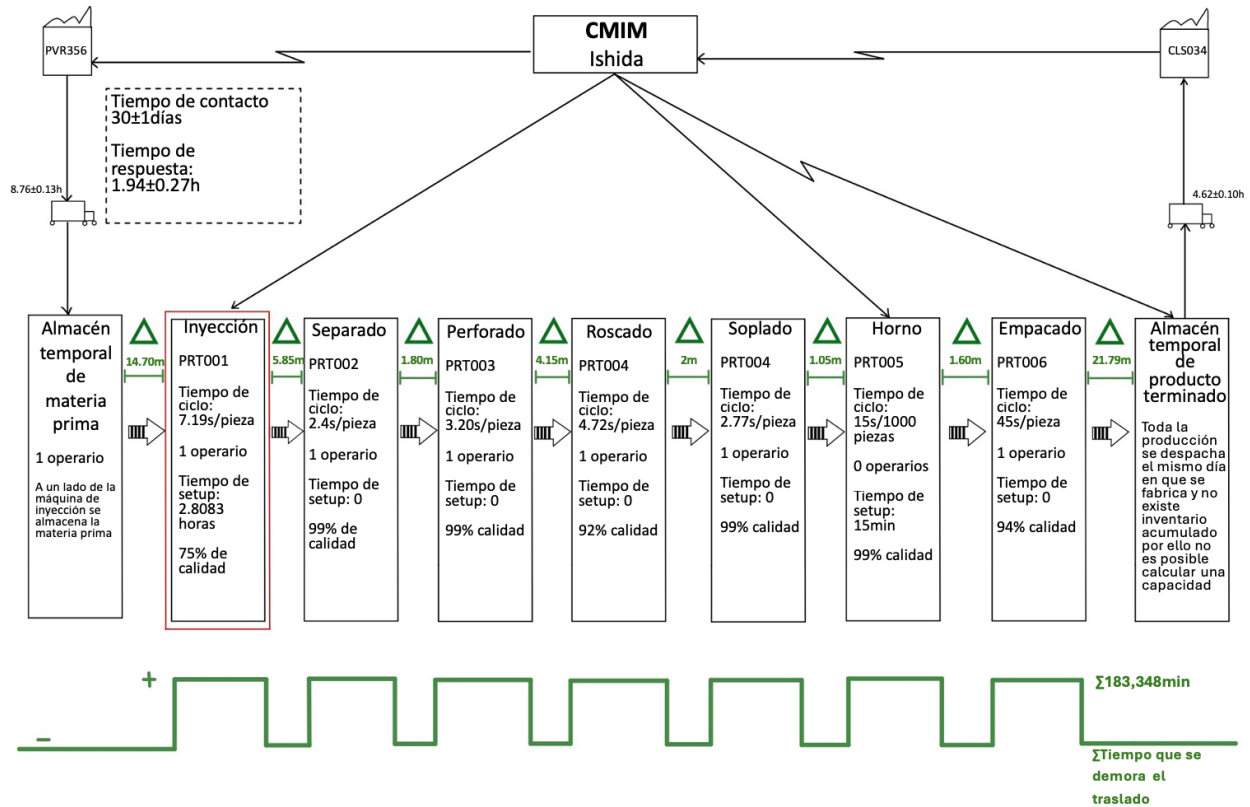 PVR356
CMIM
Ishida
CLS034
Tiempo de contacto
30±1días
Tiempo de
respuesta:
1.94±0.27h
8.76±0.13h
4.62±0.10h
Almacén
temporal
de
materia
prima
1 operario
A un lado de la
máquina de
inyección se
almacena la
materia prima
14.70m
Inyección
PRT001
Tiempo de
ciclo:
7.19s/pieza
1 operario
Tiempo de
setup:
2.8083
horas
75% de
calidad
5.85m
Separado
PRT002
Tiempo de
ciclo:
2.4s/pieza
1 operario
Tiempo de
setup: 0
99% de
calidad
1.80m
Perforado
PRT003
Tiempo de
ciclo:
3.20s/pieza
1 operario
Tiempo de
setup: 0
99% calidad
4.15m
Roscado
PRT004
Tiempo de
ciclo:
4.72s/pieza
1 operario
Tiempo de
setup: 0
92% calidad
2m
Soplado
PRT004
Tiempo de
ciclo:
2.77s/pieza
1 operario
Tiempo de
setup: 0
99% calidad
1.05m
Horno
PRT005
Tiempo de
ciclo:
15s/1000
piezas
0 operarios
Tiempo de
setup:
15min
99% calidad
1.60m
Empacado
PRT006
Tiempo de
ciclo:
45s/pieza
1 operario
Tiempo de
setup: 0
94% calidad
21.79m
Almacén
temporal
de
producto
terminado
Toda la
producción
se despacha
el mismo día
en que se
fabrica y no
existe
inventario
acumulado
por ello no
es posible
calcular una
capacidad
+
−
∑183,348min
∑Tiempo que se
demora el
traslado